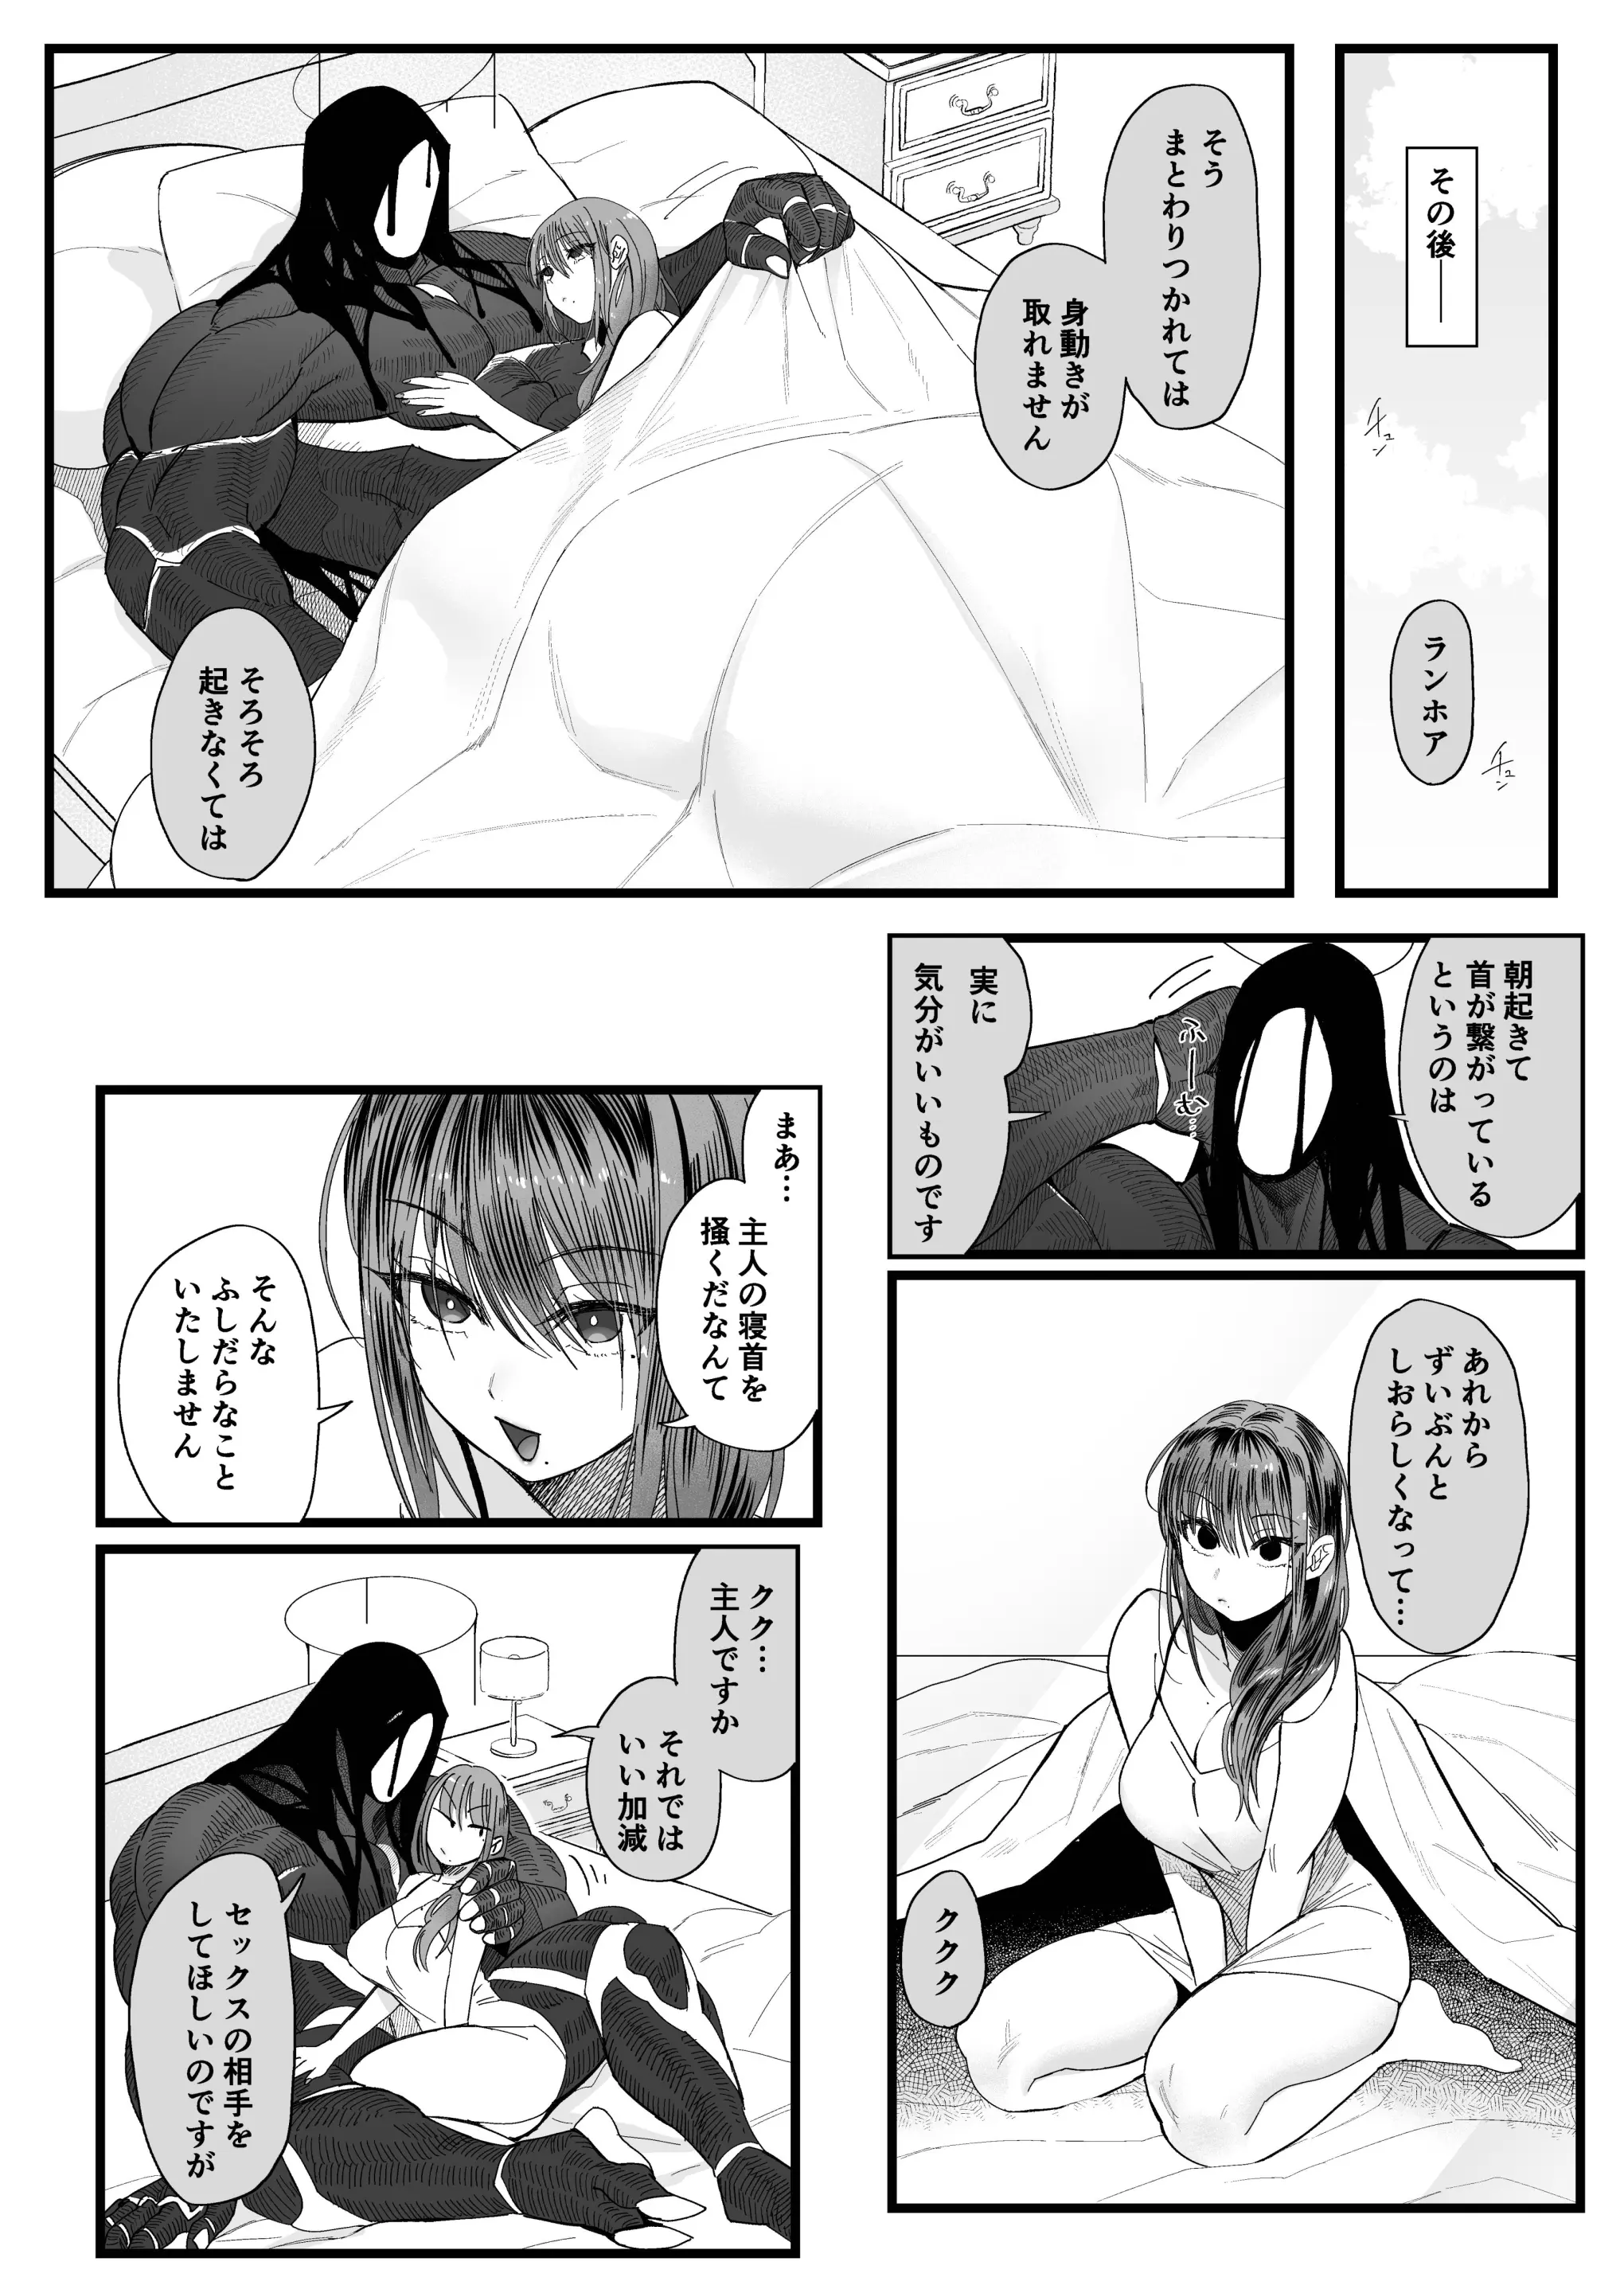 その後――
チュン
ランホア
チュン
そう
まとわりつかれては
身動きが
取れません
そろそろ
起きなくては
朝起きて
首が繋がっている
というのは
ふーむ…
実に
気分がいいものです
あれから
ずいぶんと
しおらしくなって…
ククク
まあ…
主人の寝首を
掻くだなんて
そんな
ふしだらなこと
いたしません
クク…
主人ですか
それでは
いい加減
セックスの相手を
してほしいのですが